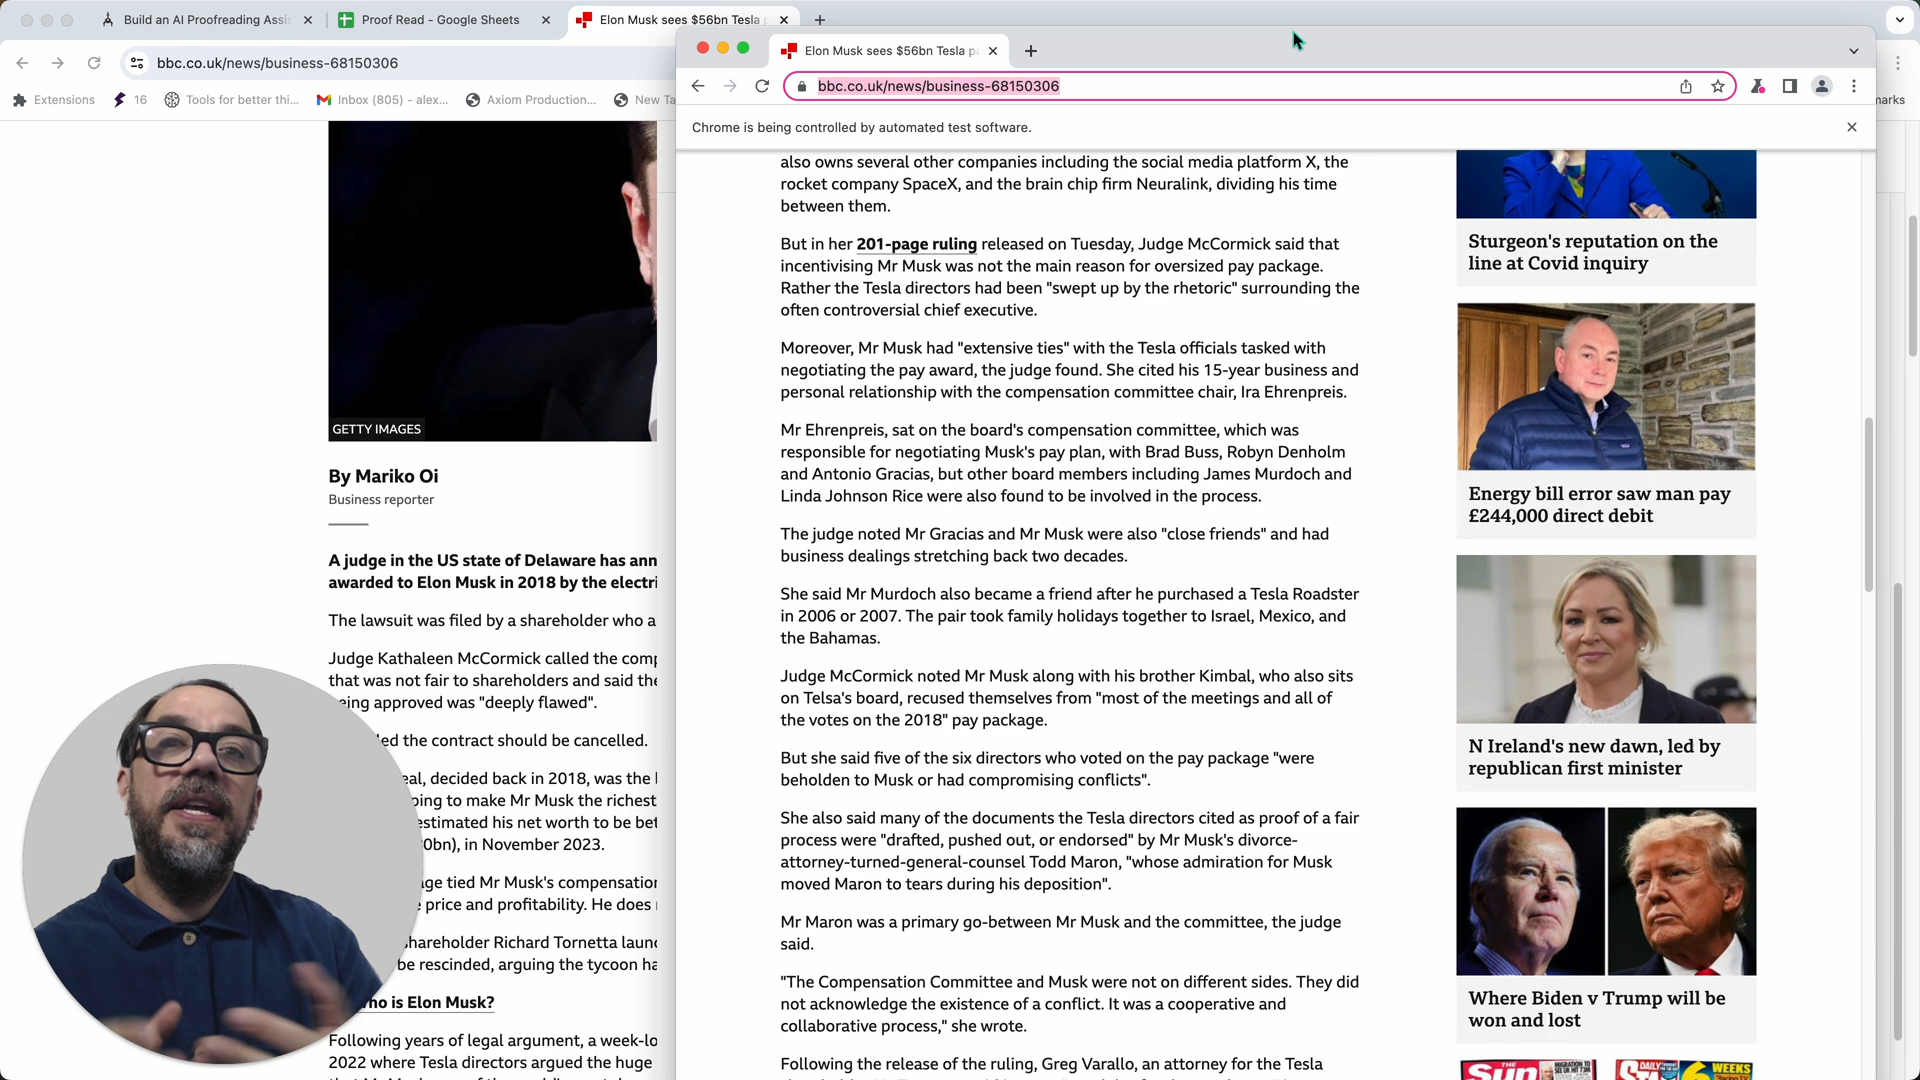 Build an AI Proofreading Assi
Proof Read - Google Sheets
Elon Musk sees $56bn Tesla
bbc.co.uk/news/business-68150306
Extensions
16
Tools for better thi...
Inbox (805) - alex...
Axiom Production...
New Ta
marks
GETTY IMAGES
By Mariko Oi
Business reporter
A judge in the US state of Delaware has ann
awarded to Elon Musk in 2018 by the electri
The lawsuit was filed by a shareholder who a
Judge Kathaleen McCormick called the comp
that was not fair to shareholders and said the
eing approved was "deeply flawed".
led the contract should be cancelled.
eal, decided back in 2018, was the l
ping to make Mr Musk the richest
estimated his net worth to be bet
0bn), in November 2023.
ge tied Mr Musk's compensation
price and profitability. He does
shareholder Richard Tornetta laun
be rescinded, arguing the tycoon ha
ho is Elon Musk?
Following years of legal argument, a week-lo
2022 where Tesla directors argued the huge
Elon Musk sees $56bn Tesla p
bbc.co.uk/news/business-68150306
Chrome is being controlled by automated test software.
also owns several other companies including the social media platform X, the
rocket company SpaceX, and the brain chip firm Neuralink, dividing his time
between them.
But in her 201-page ruling released on Tuesday, Judge McCormick said that
incentivising Mr Musk was not the main reason for oversized pay package.
Rather the Tesla directors had been "swept up by the rhetoric" surrounding the
often controversial chief executive.
Moreover, Mr Musk had "extensive ties" with the Tesla officials tasked with
negotiating the pay award, the judge found. She cited his 15-year business and
personal relationship with the compensation committee chair, Ira Ehrenpreis.
Mr Ehrenpreis, sat on the board's compensation committee, which was
responsible for negotiating Musk's pay plan, with Brad Buss, Robyn Denholm
and Antonio Gracias, but other board members including James Murdoch and
Linda Johnson Rice were also found to be involved in the process.
The judge noted Mr Gracias and Mr Musk were also "close friends" and had
business dealings stretching back two decades.
She said Mr Murdoch also became a friend after he purchased a Tesla Roadster
in 2006 or 2007. The pair took family holidays together to Israel, Mexico, and
the Bahamas.
Judge McCormick noted Mr Musk along with his brother Kimbal, who also sits
on Telsa's board, recused themselves from "most of the meetings and all of
the votes on the 2018" pay package.
But she said five of the six directors who voted on the pay package "were
beholden to Musk or had compromising conflicts".
She also said many of the documents the Tesla directors cited as proof of a fair
process were "drafted, pushed out, or endorsed" by Mr Musk's divorce-
attorney-turned-general-counsel Todd Maron, "whose admiration for Musk
moved Maron to tears during his deposition".
Mr Maron was a primary go-between Mr Musk and the committee, the judge
said.
"The Compensation Committee and Musk were not on different sides. They did
not acknowledge the existence of a conflict. It was a cooperative and
collaborative process," she wrote.
Following the release of the ruling, Greg Varallo, an attorney for the Tesla
Sturgeon's reputation on the
line at Covid inquiry
Energy bill error saw man pay
£244,000 direct debit
N Ireland's new dawn, led by
republican first minister
Where Biden v Trump will be
won and lost
The Sun
STAR
6 WEEKS